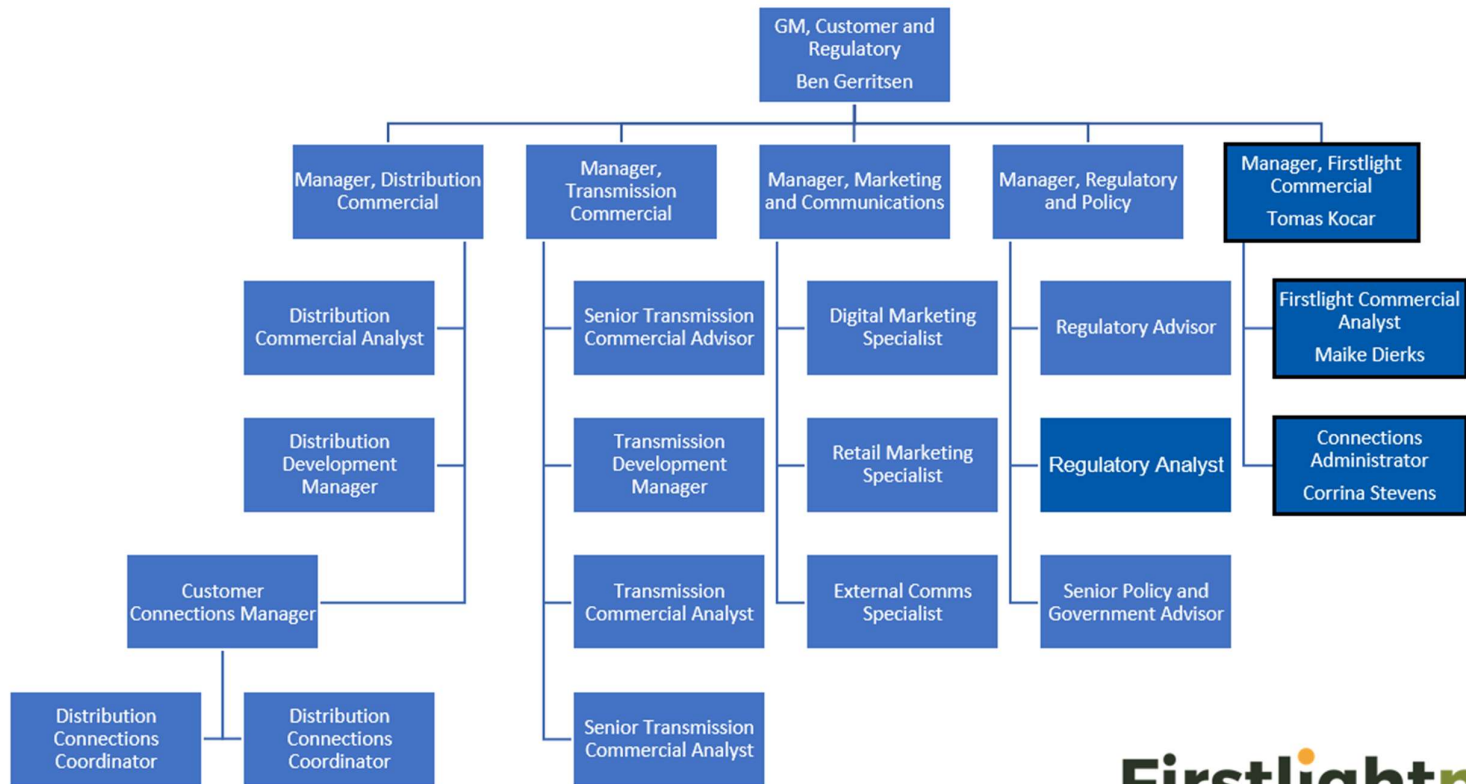 GM, Customer and
Regulatory
Ben Gerritsen
Manager, Distribution
Commercial
Manager,
Transmission
Commercial
Manager, Marketing
and Communications
Manager, Regulatory
and Policy
Manager, Firstlight
Commercial
Tomas Kocar
Distribution
Commercial Analyst
Senior Transmission
Commercial Advisor
Digital Marketing
Specialist
Regulatory Advisor
Firstlight Commercial
Analyst
Maike Dierks
Distribution
Development
Manager
Transmission
Development
Manager
Retail Marketing
Specialist
Regulatory Analyst
Connections
Administrator
Corrina Stevens
Customer
Connections Manager
Transmission
Commercial Analyst
External Comms
Specialist
Senior Policy and
Government Advisor
Distribution
Connections
Coordinator
Distribution
Connections
Coordinator
Senior Transmission
Commercial Analyst
Firstlight